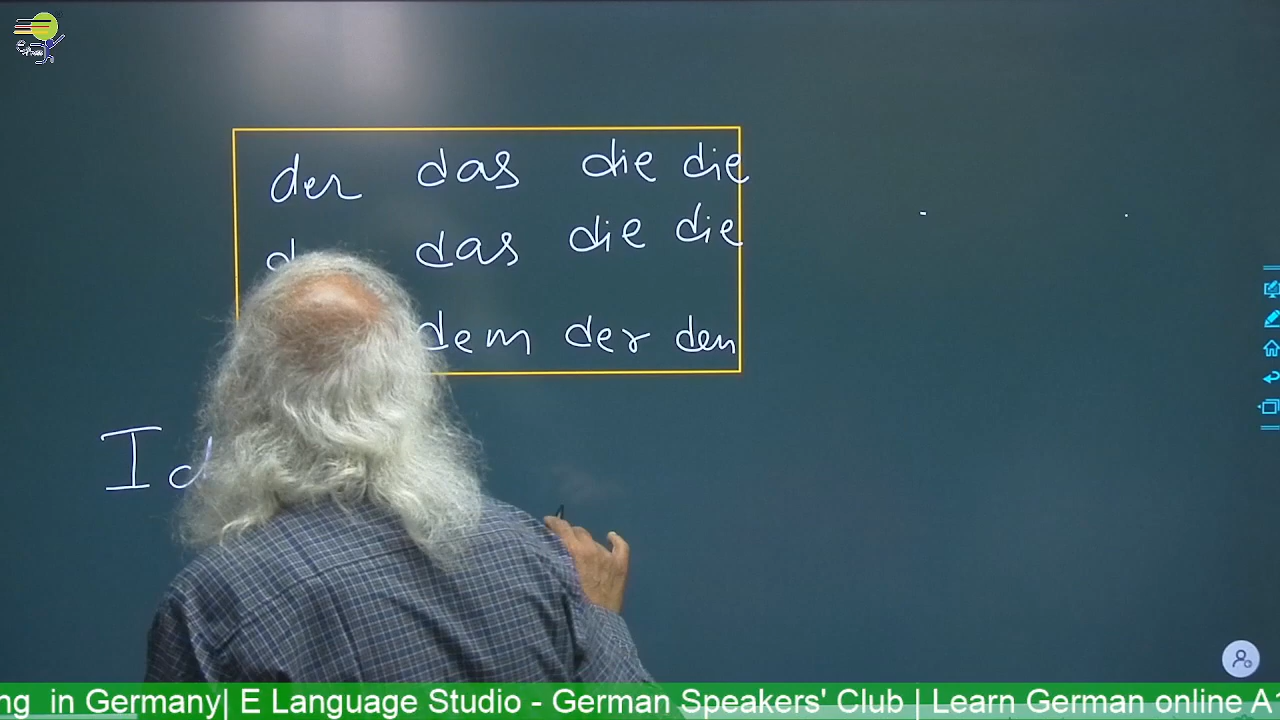 der das die die
das die die
dem der den
ng in Germany| E Language Studio - German Speakers' Club | Learn German online A